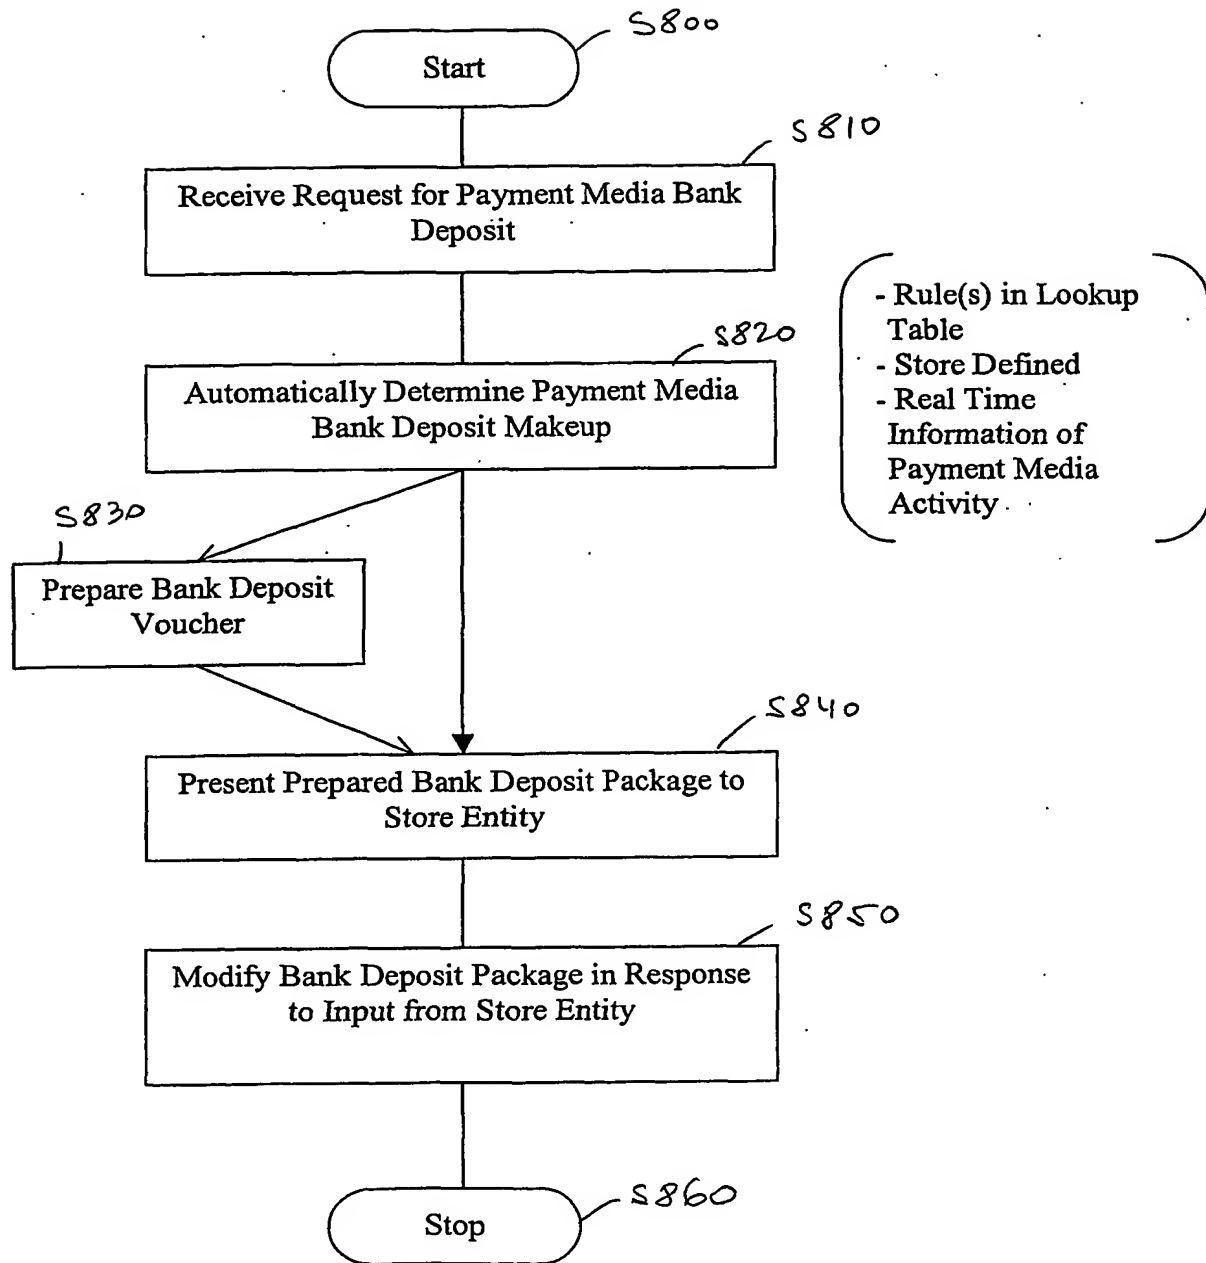 S800
Start
S810
Receive Request for Payment Media Bank
Deposit
- Rule(s) in Lookup
Table
- Store Defined
- Real Time
Information of
Payment Media
Activity
S820
Automatically Determine Payment Media
Bank Deposit Makeup
S830
Prepare Bank Deposit
Voucher
S840
Present Prepared Bank Deposit Package to
Store Entity
S850
Modify Bank Deposit Package in Response
to Input from Store Entity
S860
Stop